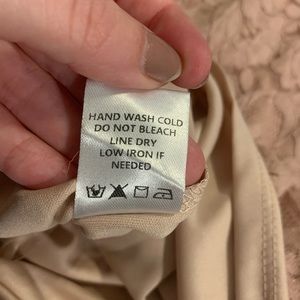 HAND WASH COLD
DO NOT BLEACH
LINE DRY
LOW IRON IF
NEEDED